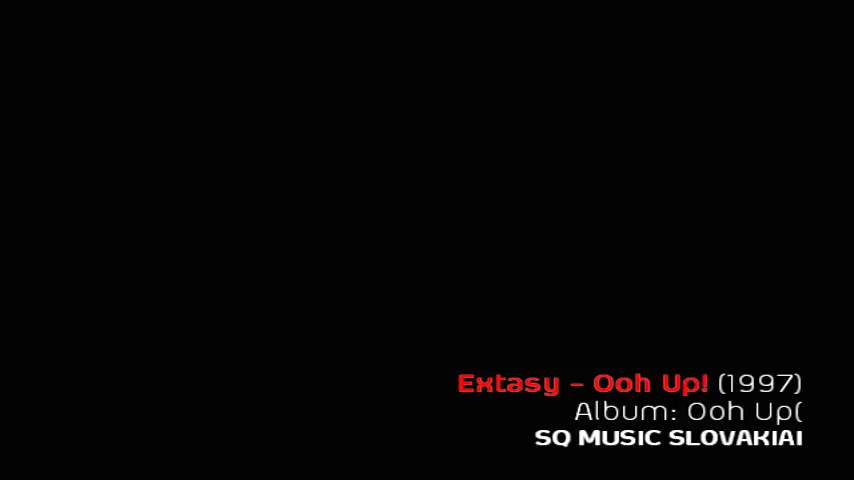 Extasy - Ooh Up! (1997)
Album: Ooh Up(
SQ MUSIC SLOVAKIAI